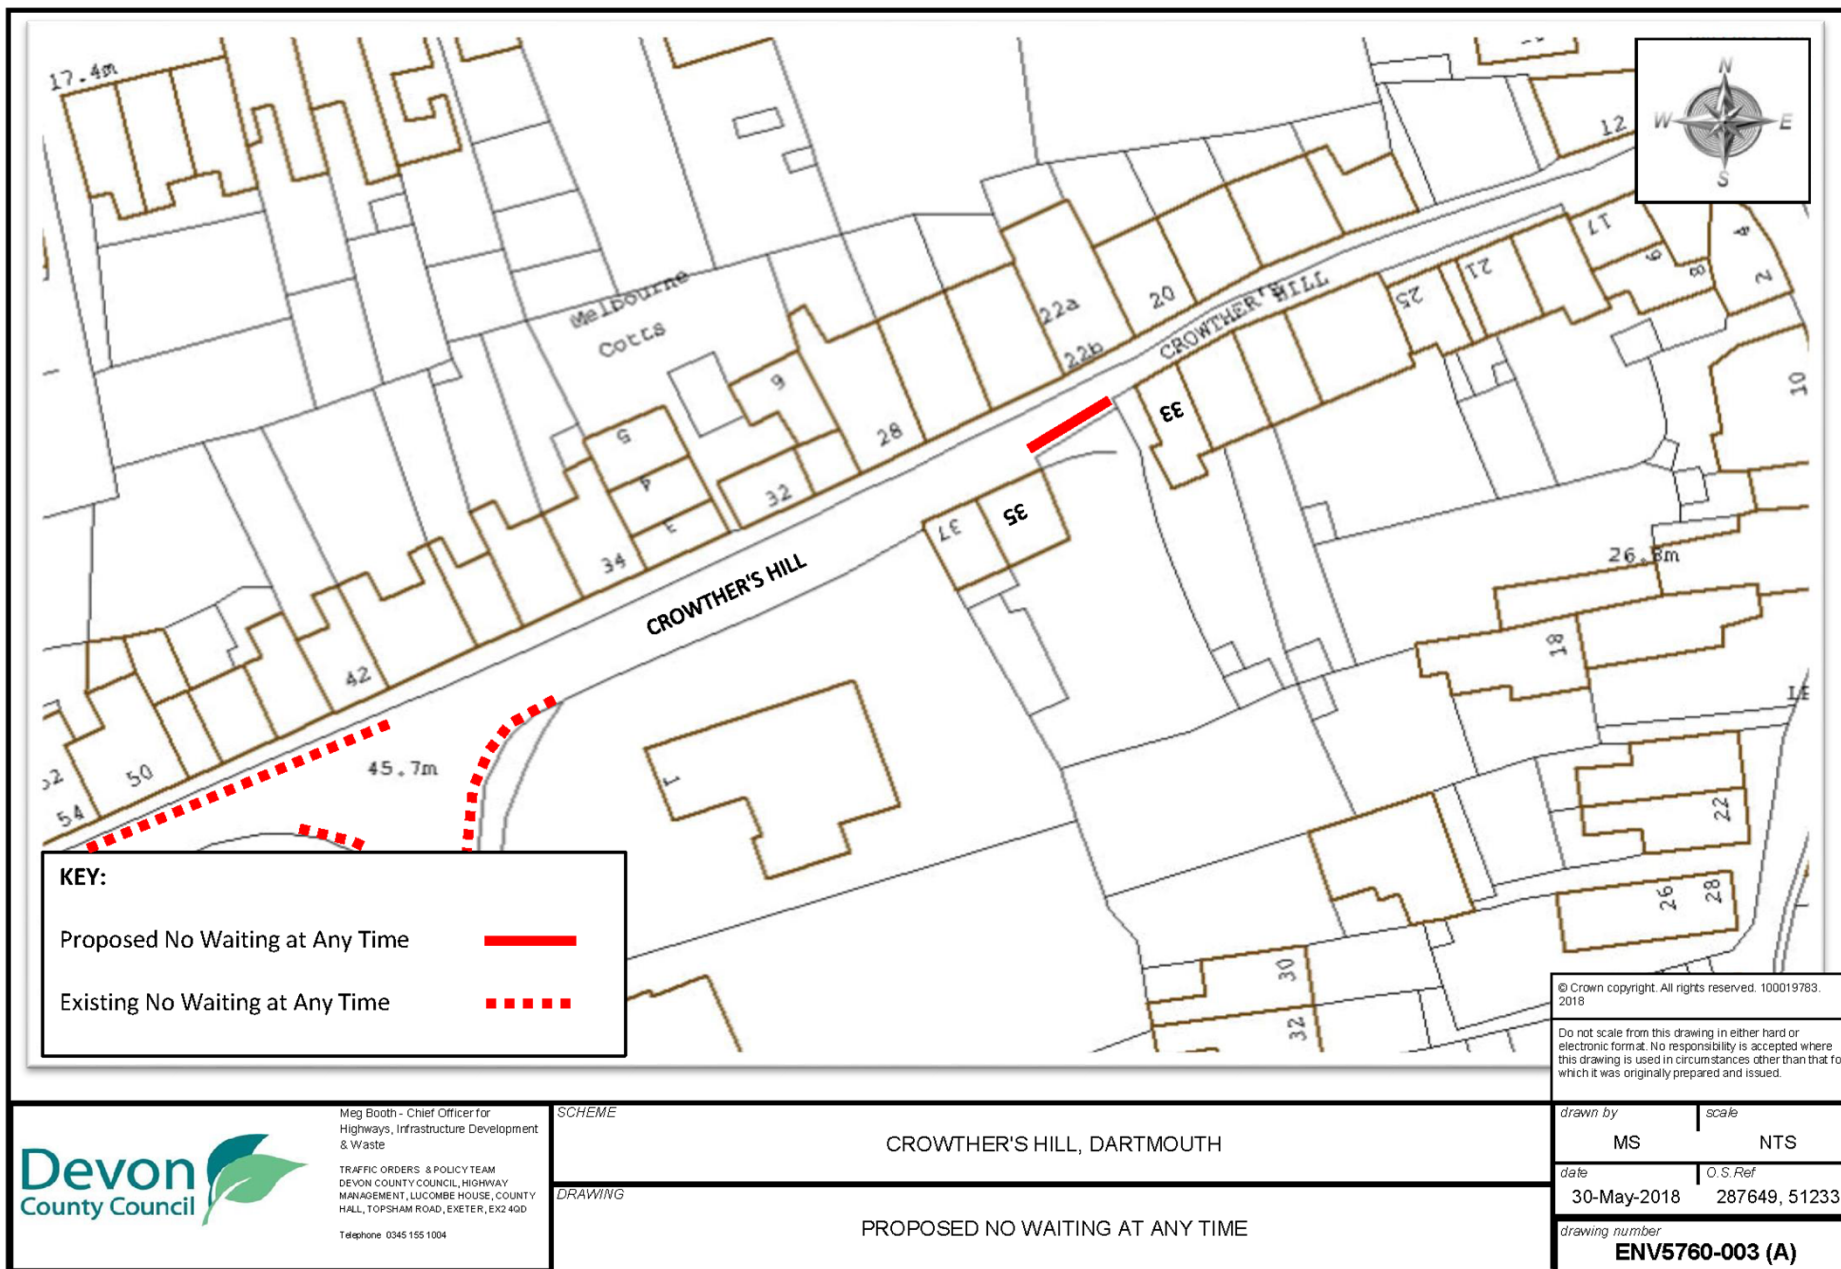 17.4m
N
W
E
S
12
Melbourne
Cotts
22a
22b
20
CROWTHER'S HILL
17
21
25
9
8
4
2
10
33
6
28
5
4
3
32
34
35
37
CROWTHER'S HILL
26.8m
42
18
45.7m
50
52
54
1
22
26
28
30
32
KEY:
Proposed No Waiting at Any Time
Existing No Waiting at Any Time
© Crown copyright. All rights reserved. 100019783.
2018
Do not scale from this drawing in either hard or
electronic format. No responsibility is accepted where
this drawing is used in circumstances other than that fo
which it was originally prepared and issued.
Devon
County Council
Meg Booth - Chief Officer for
Highways, Infrastructure Development
& Waste
TRAFFIC ORDERS & POLICY TEAM
DEVON COUNTY COUNCIL, HIGHWAY
MANAGEMENT, LUCOMBE HOUSE, COUNTY
HALL, TOPSHAM ROAD, EXETER, EX2 4QD
Telephone 0345 155 1004
SCHEME
CROWTHER'S HILL, DARTMOUTH
DRAWING
PROPOSED NO WAITING AT ANY TIME
drawn by
MS
scale
NTS
date
30-May-2018
O.S.Ref
287649, 51233
drawing number
ENV5760-003 (A)